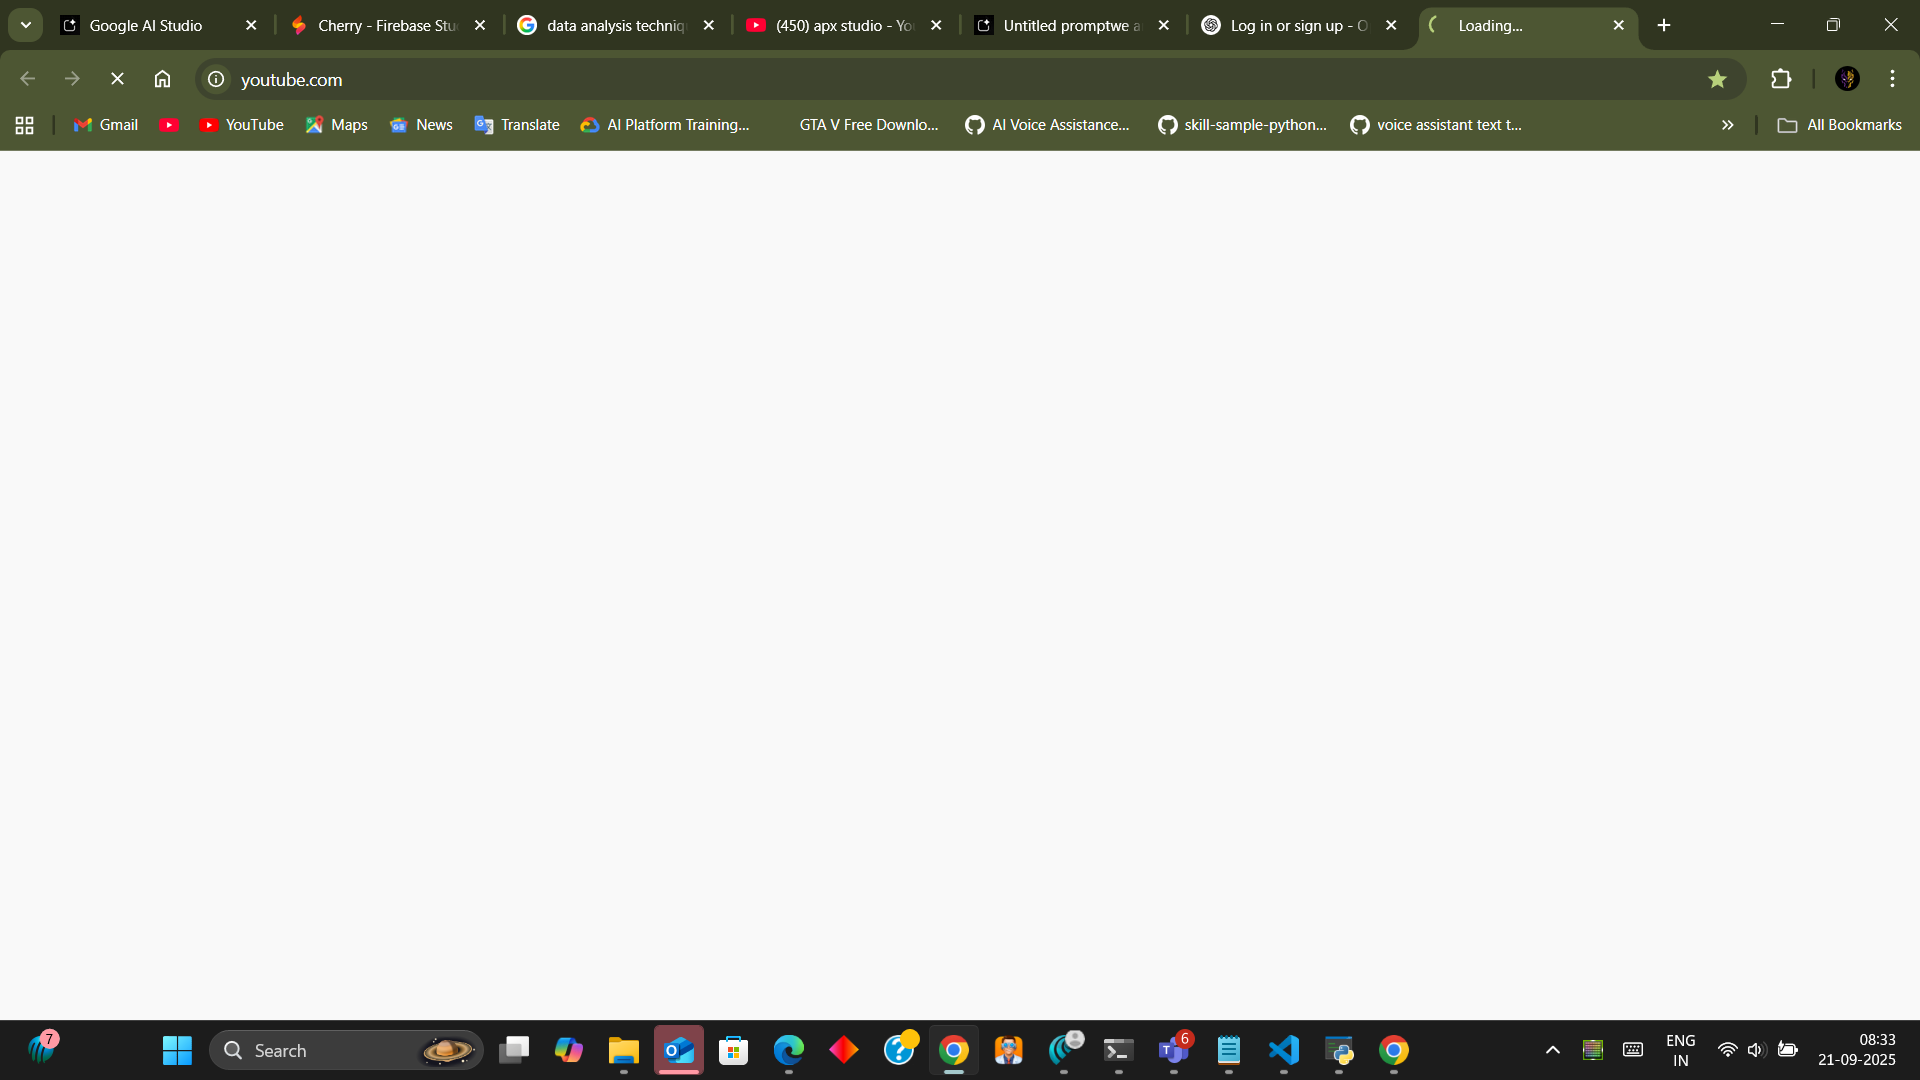 Google AI Studio
Cherry - Firebase Stu
data analysis techniq
(450) apx studio - Yo
Untitled promptwe a
Log in or sign up - O
Loading...
youtube.com
Gmail
YouTube
Maps
News
Translate
AI Platform Training...
GTA V Free Downlo...
AI Voice Assistance...
skill-sample-python...
voice assistant text t...
All Bookmarks
7
Search
6
ENG
IN
08:33
21-09-2025